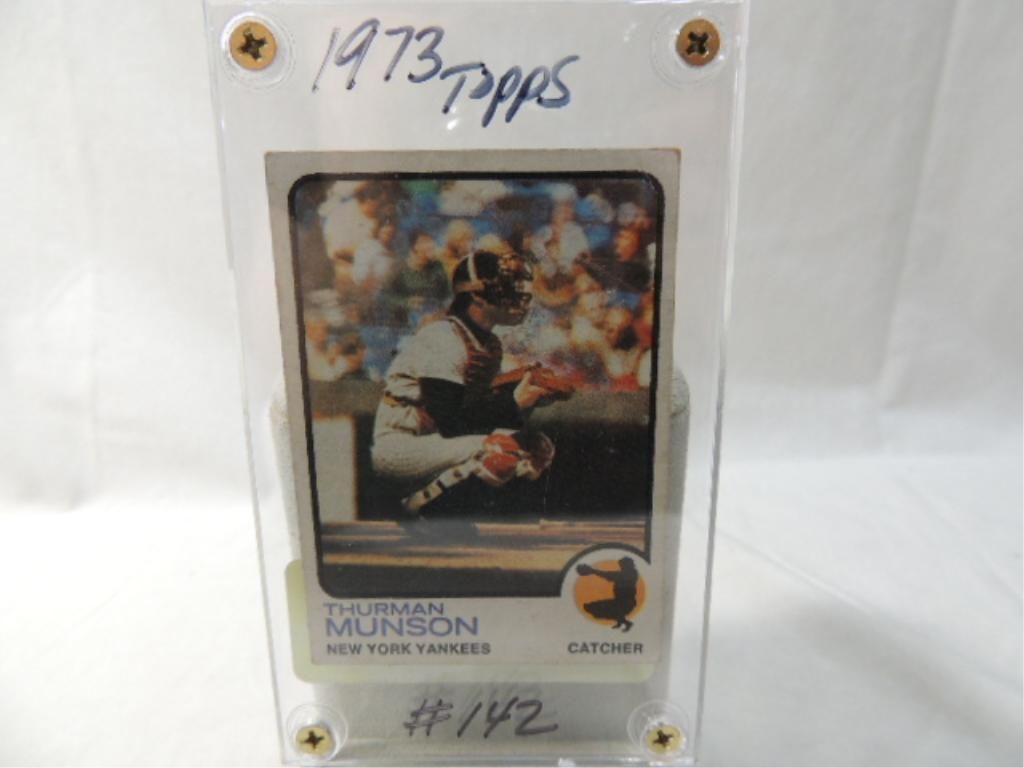 1973 Topps
THURMAN
MUNSON
NEW YORK YANKEES
CATCHER
#142